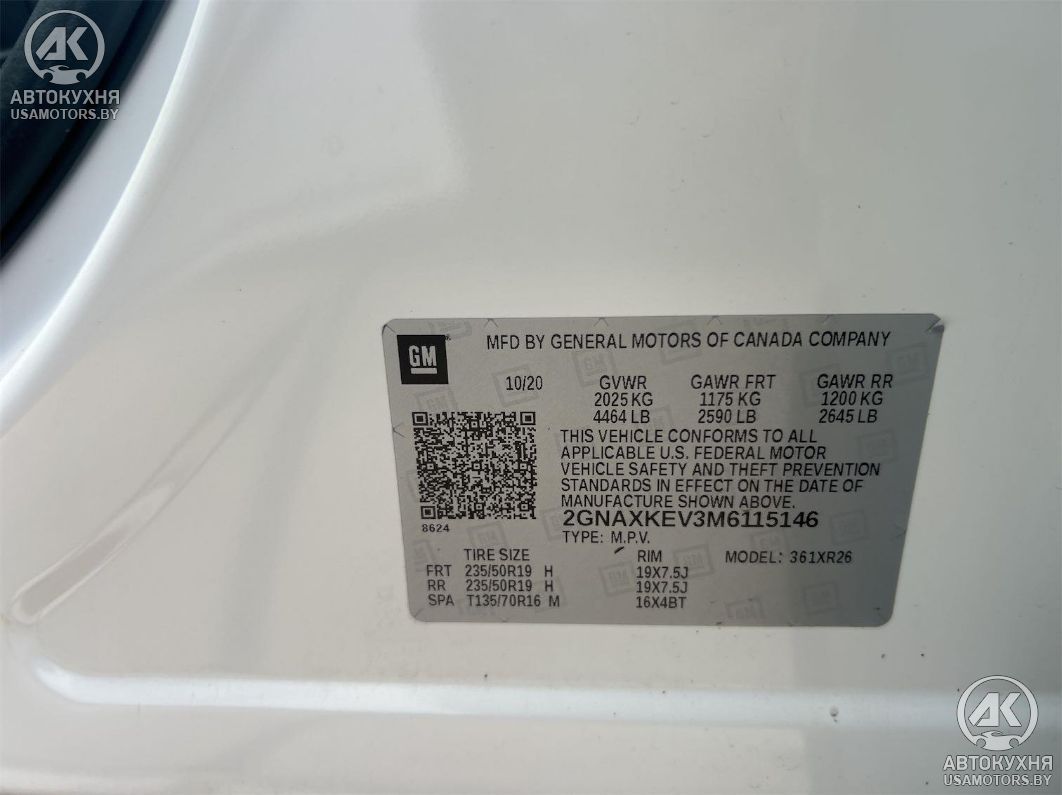 АК
АВТОКУХНЯ
USAMOTORS.BY
GM
MFD BY GENERAL MOTORS OF CANADA COMPANY
10/20 GVWR GAWR FRT GAWR RR
2025 KG 1175 KG 1200 KG
4464 LB 2590 LB 2645 LB
THIS VEHICLE CONFORMS TO ALL
APPLICABLE U.S. FEDERAL MOTOR
VEHICLE SAFETY AND THEFT PREVENTION
STANDARDS IN EFFECT ON THE DATE OF
MANUFACTURE SHOWN ABOVE.
8624
2GNAXKEV3M6115146
TYPE: M.P.V.
TIRE SIZE RIM MODEL: 361XR26
FRT 235/50R19 H 19X7.5J
RR 235/50R19 H 19X7.5J
SPA T135/70R16 M 16X4BT
АК
АВТОКУХНЯ
USAMOTORS.BY